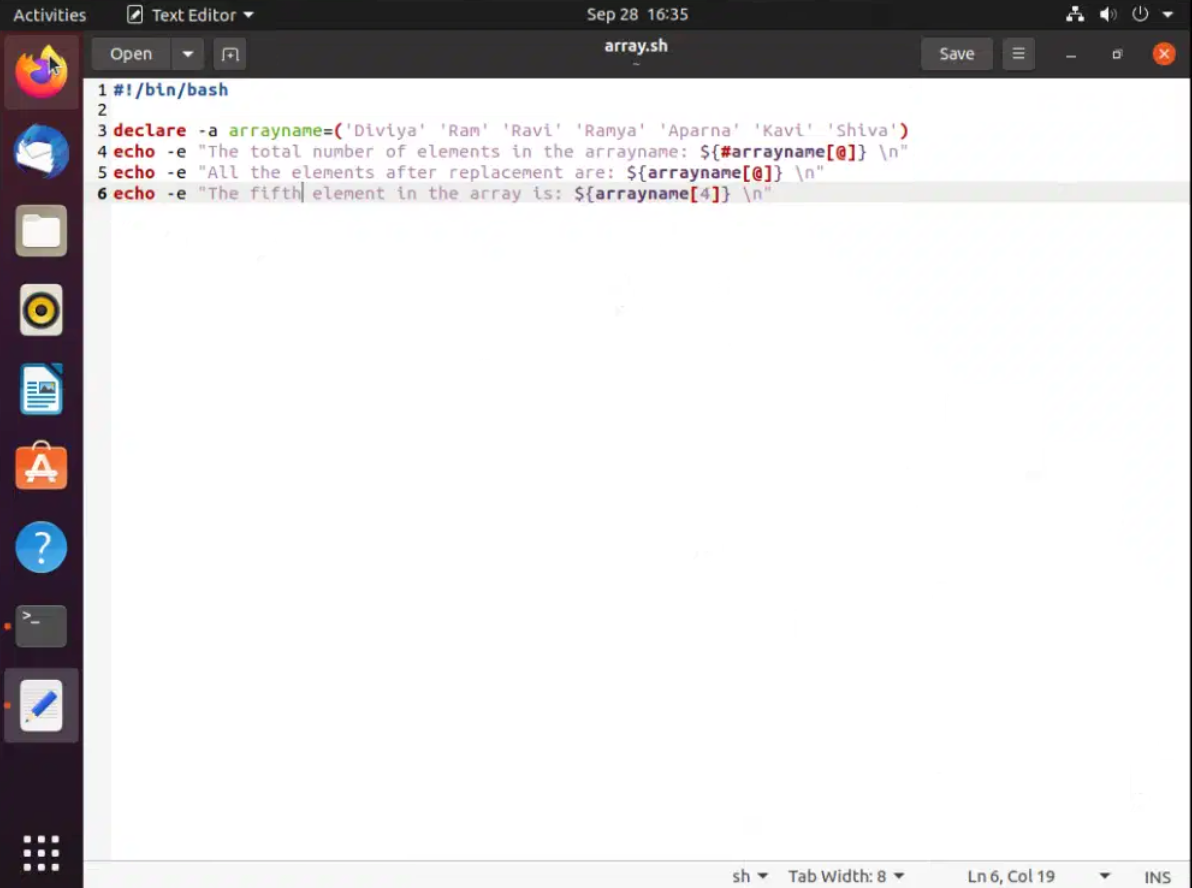 Activities Text Editor Sep 28 16:35
Open array.sh Save
~
1 #!/bin/bash
2
3 declare -a arrayname=('Diviya' 'Ram' 'Ravi' 'Ramya' 'Aparna' 'Kavi' 'Shiva')
4 echo -e "The total number of elements in the arrayname: ${#arrayname[@]} \n"
5 echo -e "All the elements after replacement are: ${arrayname[@]} \n"
6 echo -e "The fifth element in the array is: ${arrayname[4]} \n"
sh Tab Width: 8 Ln 6, Col 19 INS